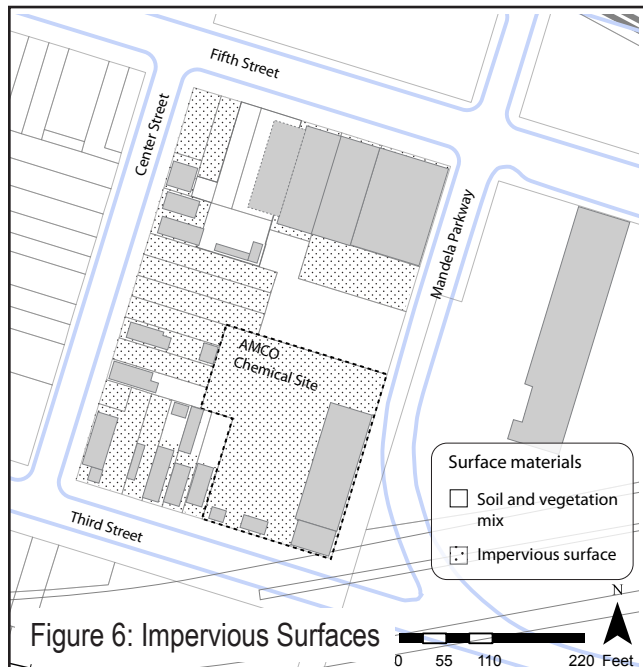 Fifth Street
Center Street
Mandela Parkway
AMCO
Chemical Site
Third Street
Surface materials
Soil and vegetation
mix
Impervious surface
N
Figure 6: Impervious Surfaces
0 55 110 220 Feet